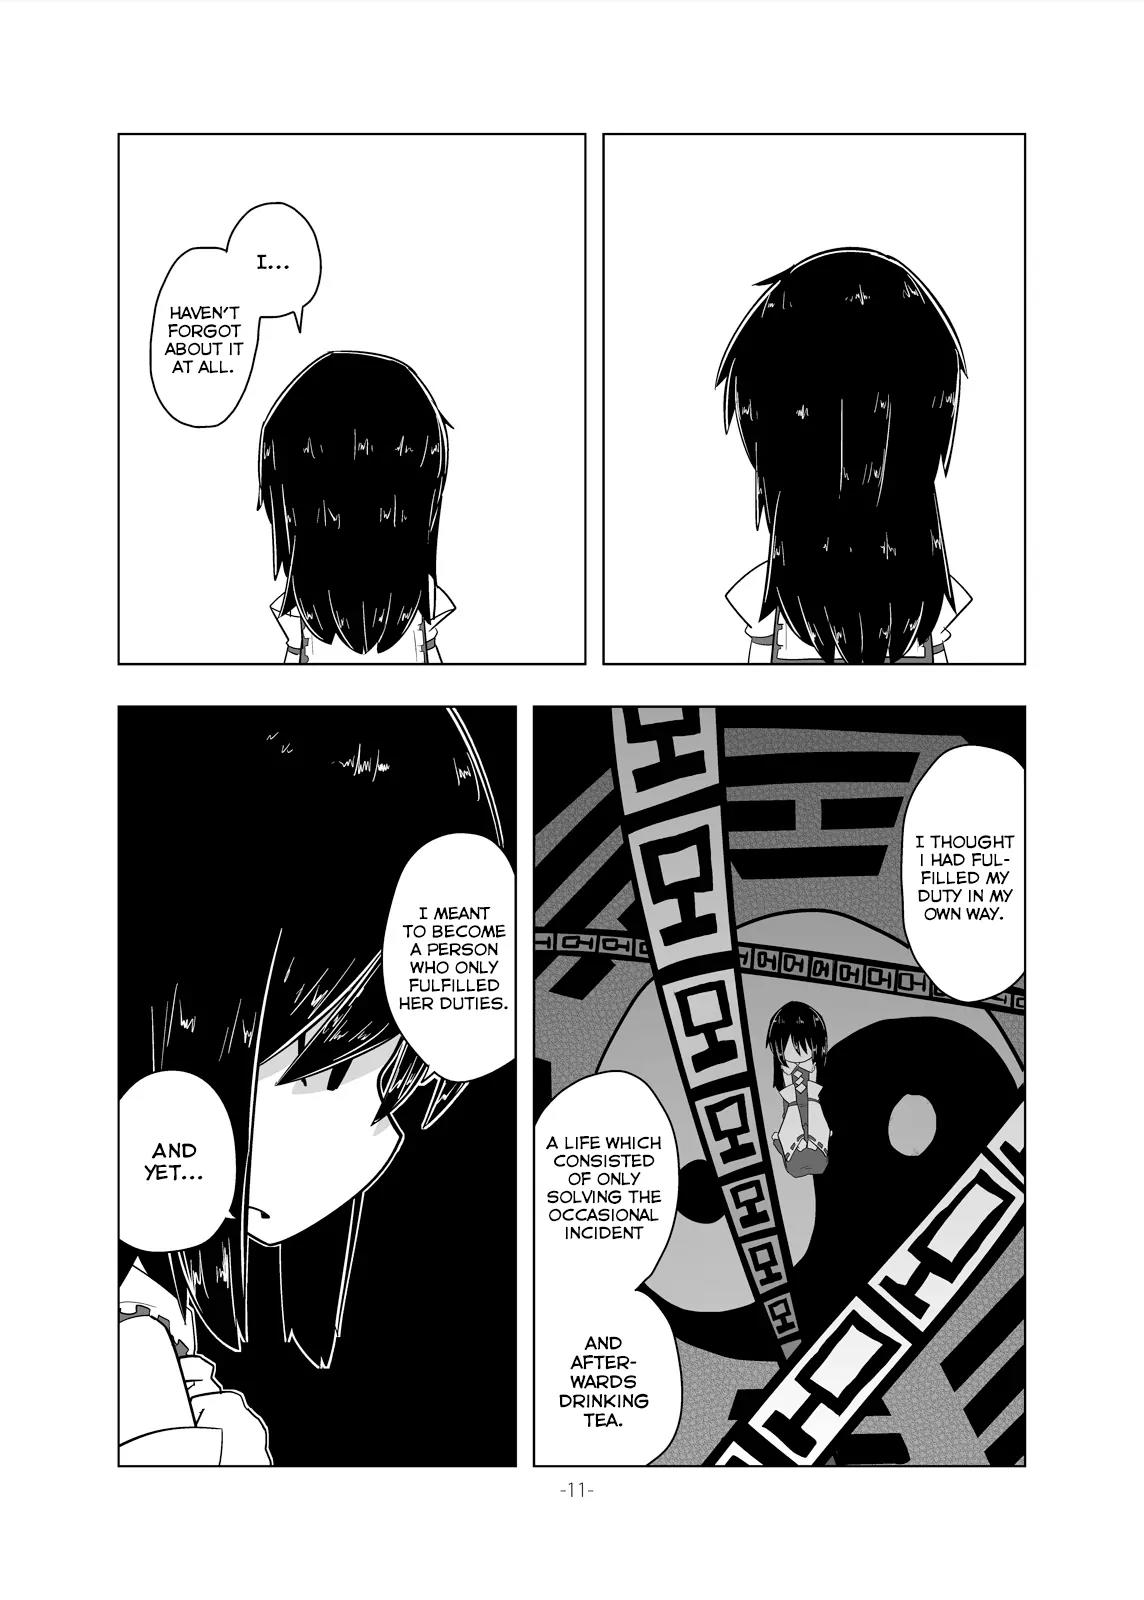 I...
HAVEN'T
FORGOT
ABOUT IT
AT ALL.
I THOUGHT
I HAD FUL-
FILLED MY
DUTY IN MY
OWN WAY.
A LIFE WHICH
CONSISTED
OF ONLY
SOLVING THE
OCCASIONAL
INCIDENT
AND
AFTER-
WARDS
DRINKING
TEA.
I MEANT
TO BECOME
A PERSON
WHO ONLY
FULFILLED
HER DUTIES.
AND
YET...
-11-